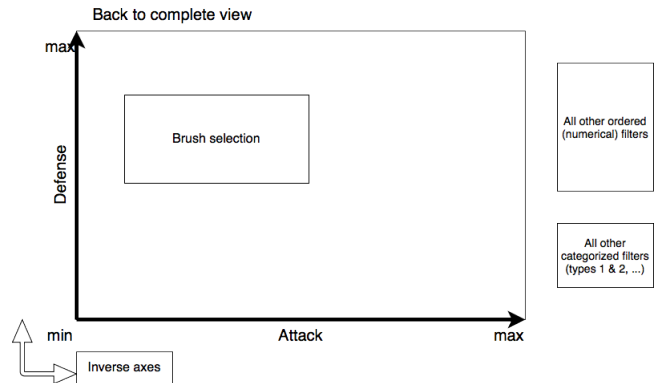 Back to complete view
max
Brush selection
Defense
All other ordered
(numerical) filters
All other
categorized filters
(types 1 & 2, ...)
min
Attack
max
Inverse axes